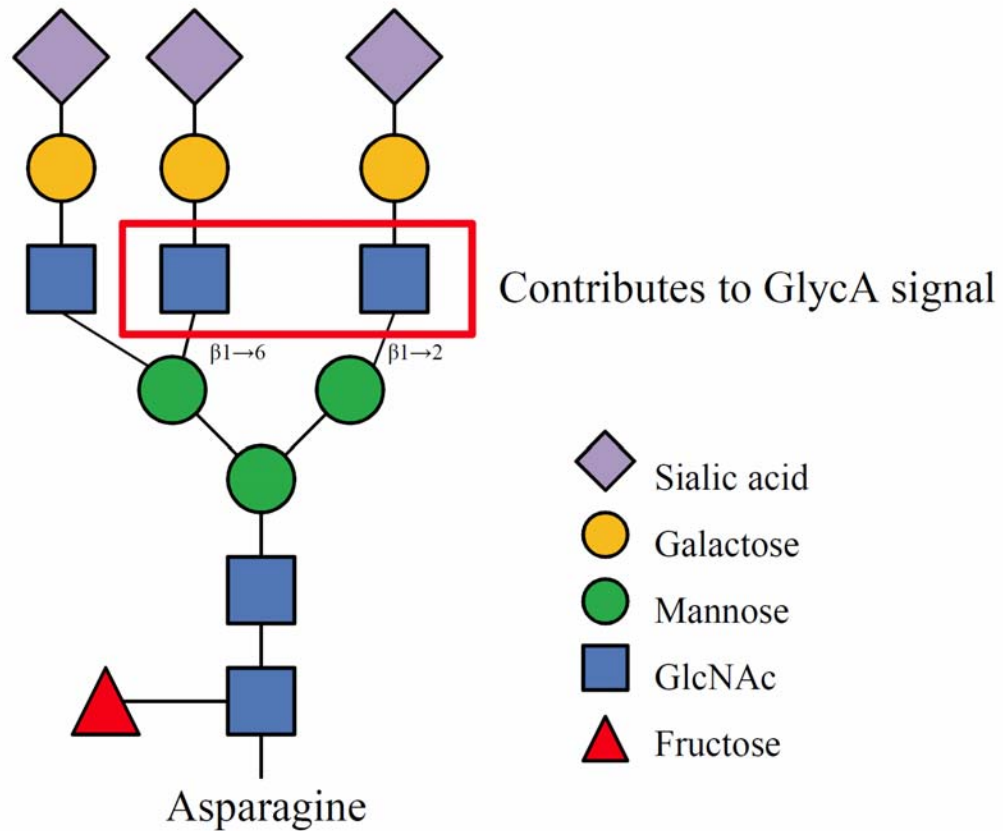 Contributes to GlycA signal
β1→6
β1→2
Sialic acid
Galactose
Mannose
GlcNAc
Fructose
Asparagine